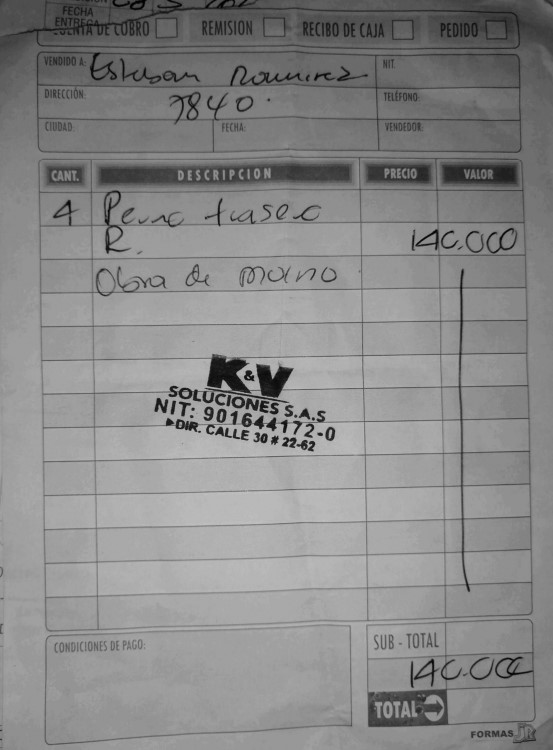 FECHA
ENTREGA
CUENTA DE COBRO REMISION RECIBO DE CAJA PEDIDO
VENDIDO A: Esteban Ramirez NIT.
DIRECCIÓN: 7840. TELÉFONO
CIUDAD: FECHA: VENDEDOR:
CANT. DESCRIPCION PRECIO VALOR
4 Perno trasero
R. 140.000
Obra de mano
K&V
SOLUCIONES S.A.S
NIT: 901644172-0
DIR. CALLE 30 # 22-62
CONDICIONES DE PAGO:
SUB - TOTAL
140.000
TOTAL
FORMAS JR